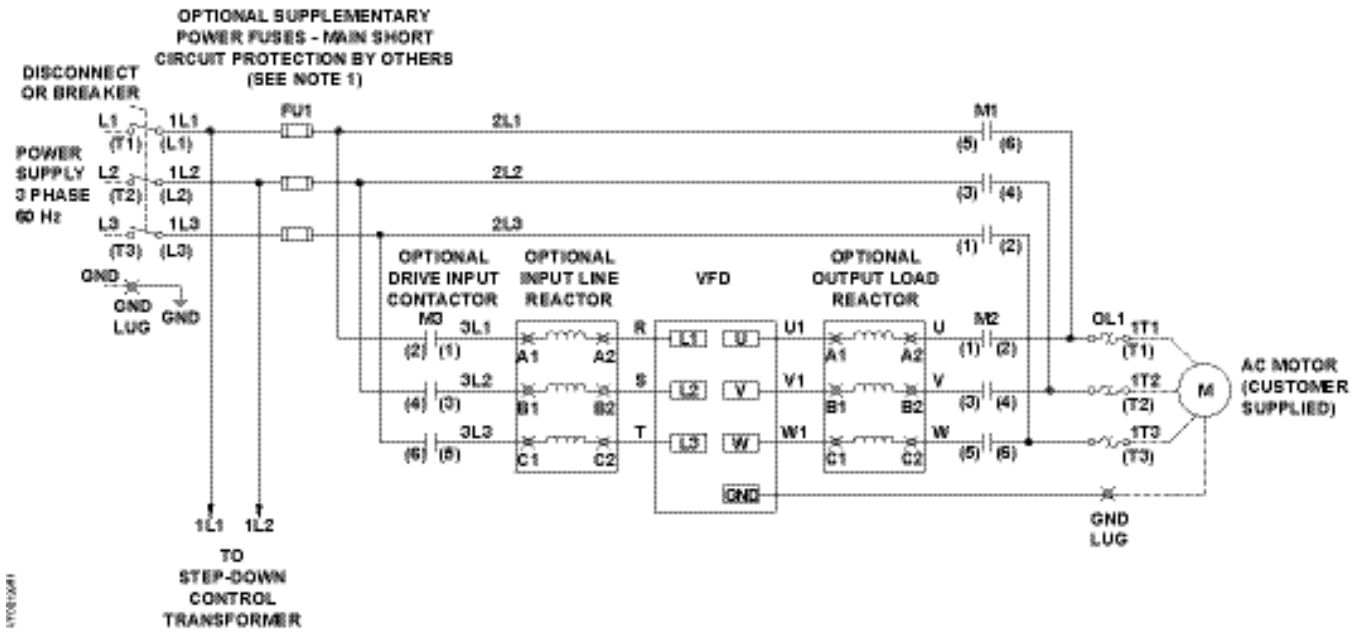 OPTIONAL SUPPLEMENTARY
POWER FUSES - MAIN SHORT
CIRCUIT PROTECTION BY OTHERS
(SEE NOTE 1)
DISCONNECT
OR BREAKER
FU1
L1 1L1 2L1 M1
(T1) (L1) (5) (6)
POWER
SUPPLY
3 PHASE
60 Hz
L2 1L2 2L2
(T2) (L2) (3) (4)
L3 1L3 2L3
(T3) (L3) (1) (2)
GND
GND
LUG
GND
OPTIONAL
DRIVE INPUT
CONTACTOR
OPTIONAL
INPUT LINE
REACTOR
VFD
OPTIONAL
OUTPUT LOAD
REACTOR
M3 3L1 R L1 U U1 U M2 OL1 1T1
(2) (1) A1 A2 A1 A2 (1) (2) (T1)
3L2 S L2 V V1 V 1T2
(4) (3) B1 B2 B1 B2 (3) (4) (T2)
3L3 T L3 W W1 W 1T3
(6) (5) C1 C2 C1 C2 (5) (6) (T3)
M
AC MOTOR
(CUSTOMER
SUPPLIED)
GND
GND
LUG
1L1 1L2
TO
STEP-DOWN
CONTROL
TRANSFORMER